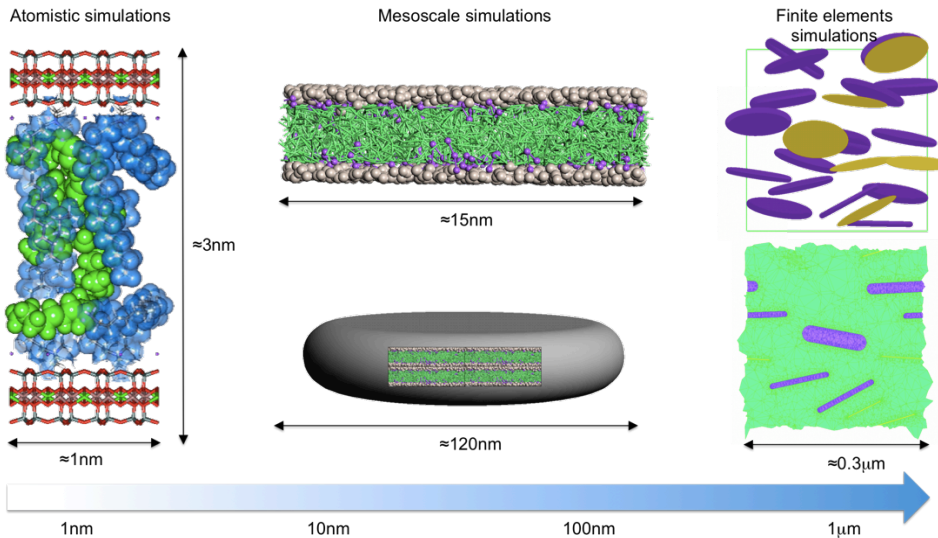 Atomistic simulations
Mesoscale simulations
Finite elements
simulations
≈3nm
≈15nm
≈1nm
≈120nm
≈0.3μm
1nm
10nm
100nm
1μm